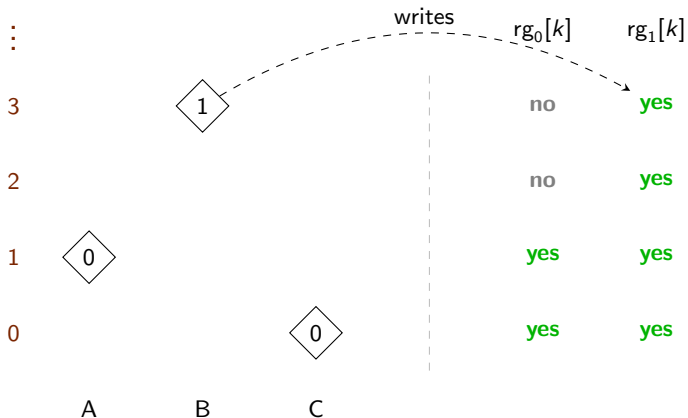 writes
⋮ rg₀[k] rg₁[k]
3 1 no yes
2 no yes
1 0 yes yes
0 0 yes yes
A B C